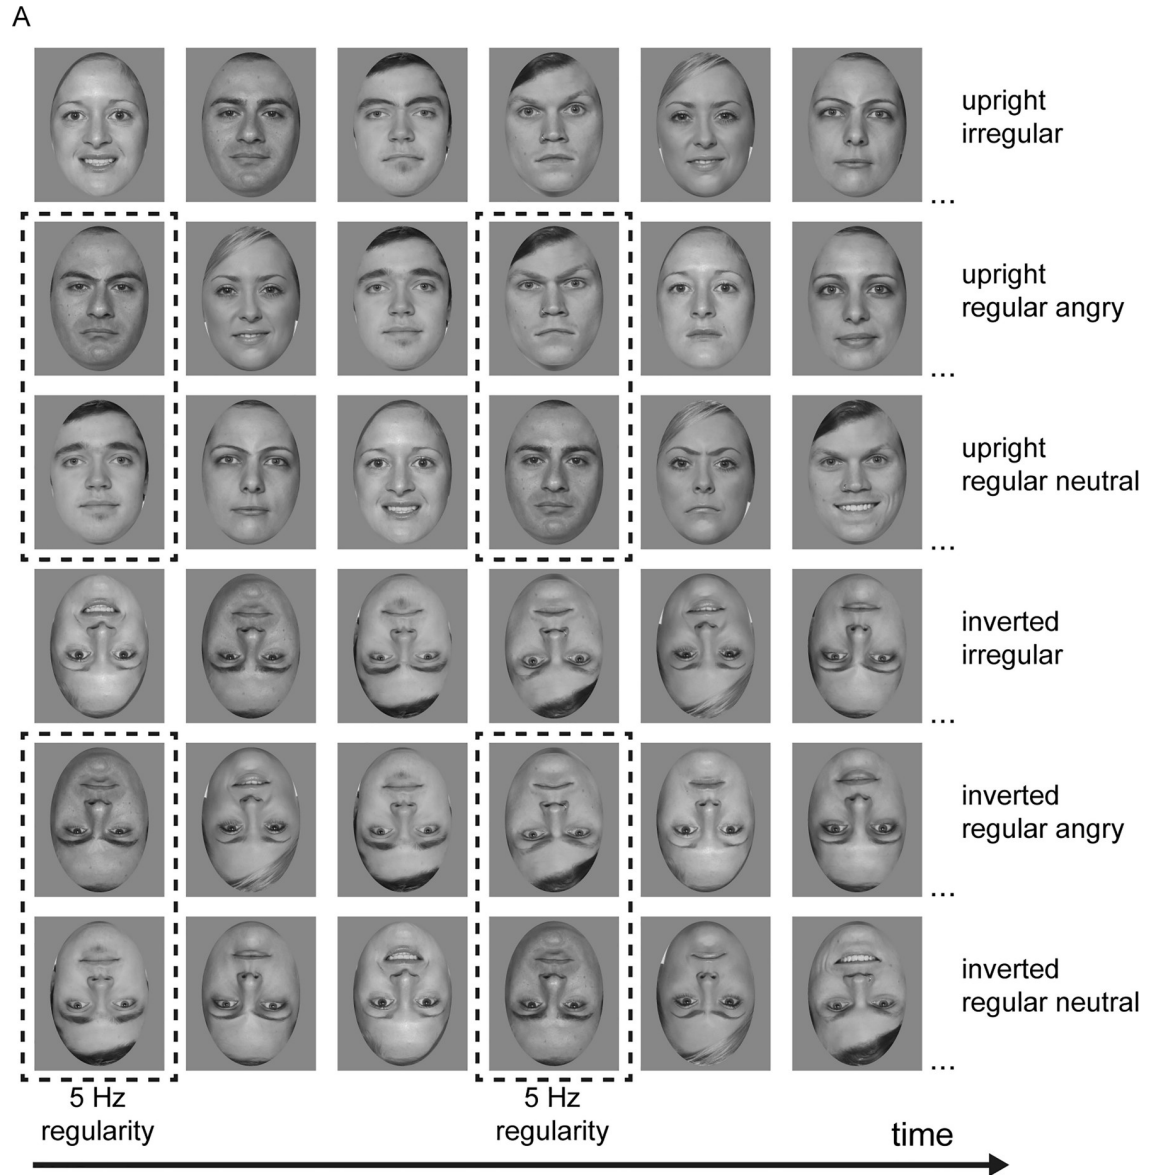 A
upright
irregular
...
upright
regular angry
...
upright
regular neutral
...
inverted
irregular
...
inverted
regular angry
...
inverted
regular neutral
...
5 Hz
regularity
5 Hz
regularity
time